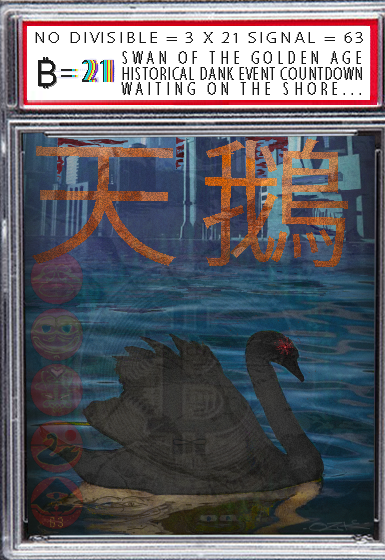 NO DIVISIBLE = 3 X 21 SIGNAL = 63
₿=21
SWAN OF THE GOLDEN AGE
HISTORICAL DANK EVENT COUNTDOWN
WAITING ON THE SHORE...
天鵝
63